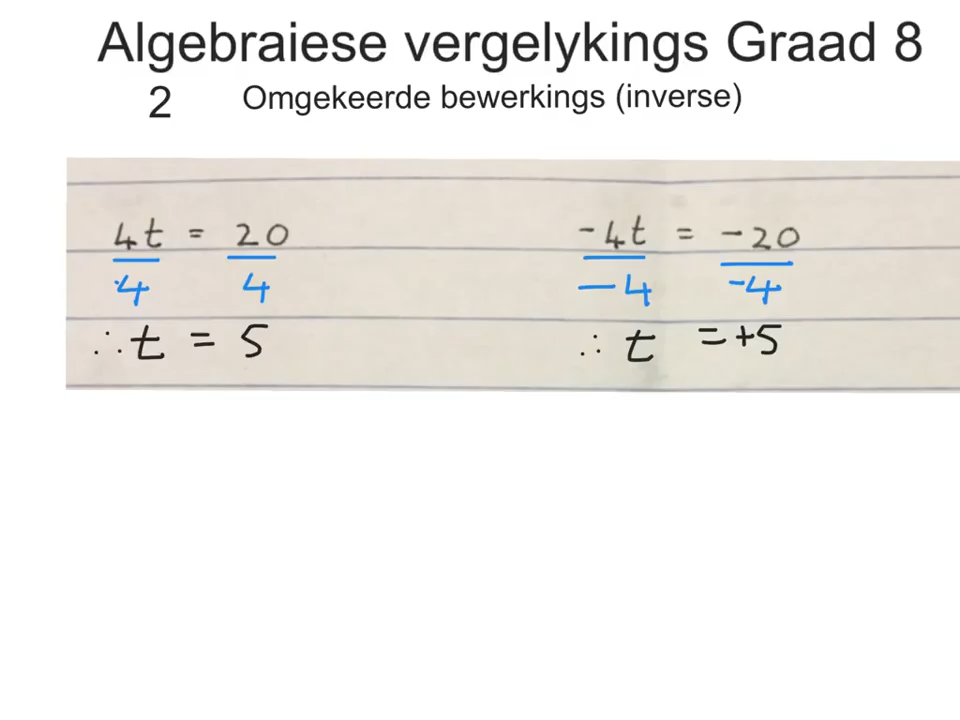 Algebraiese vergelykings Graad 8
2 Omgekeerde bewerkings (inverse)
4t = 20
4 4
∴ t = 5
-4t = -20
-4 -4
∴ t = +5